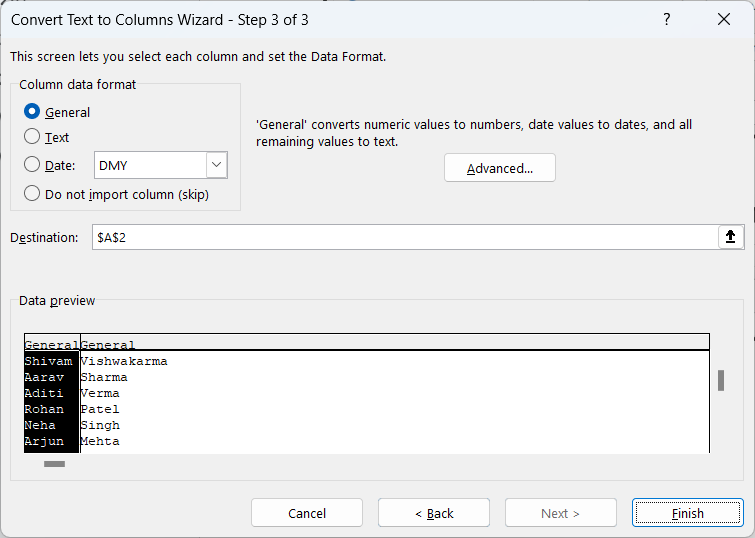 Convert Text to Columns Wizard - Step 3 of 3 ? ✕
This screen lets you select each column and set the Data Format.
Column data format
General
Text
Date: DMY
Do not import column (skip)
'General' converts numeric values to numbers, date values to dates, and all
remaining values to text.
Advanced...
Destination: $A$2
Data preview
General General
Shivam Vishwakarma
Aarav Sharma
Aditi Verma
Rohan Patel
Neha Singh
Arjun Mehta
Cancel < Back Next > Finish